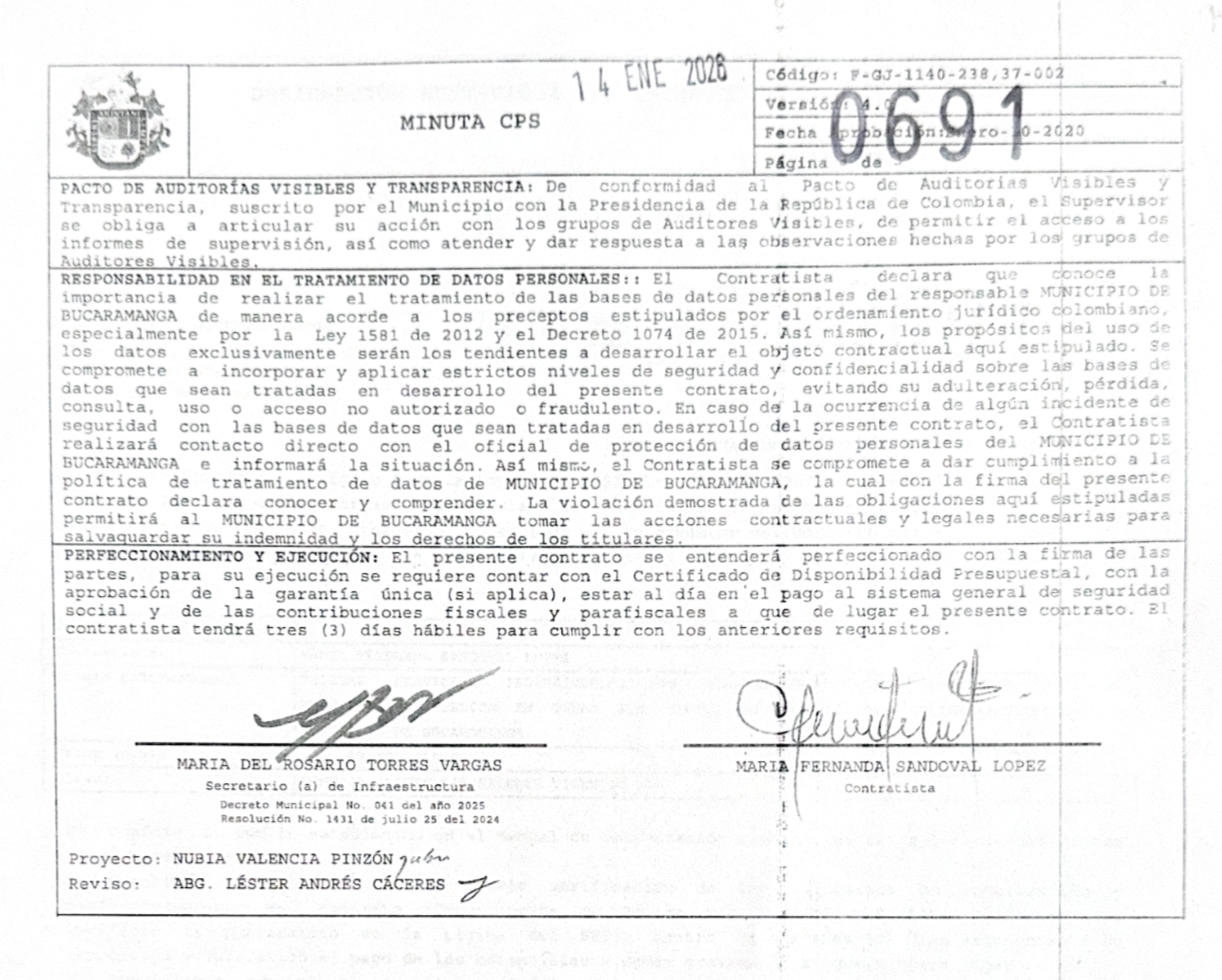 14 ENE 2026
MINUTA CPS
Código: F-GJ-1140-238,37-002
Versión: 4.0
Fecha Aprobación: Enero-10-2020
Página de
0691
PACTO DE AUDITORÍAS VISIBLES Y TRANSPARENCIA: De conformidad al Pacto de Auditorías Visibles y
Transparencia, suscrito por el Municipio con la Presidencia de la República de Colombia, el Supervisor
se obliga a articular su acción con los grupos de Auditores Visibles, de permitir el acceso a los
informes de supervisión, así como atender y dar respuesta a las observaciones hechas por los grupos de
Auditores Visibles.
RESPONSABILIDAD EN EL TRATAMIENTO DE DATOS PERSONALES:: El Contratista declara que conoce la
importancia de realizar el tratamiento de las bases de datos personales del responsable MUNICIPIO DE
BUCARAMANGA de manera acorde a los preceptos estipulados por el ordenamiento jurídico colombiano,
especialmente por la Ley 1581 de 2012 y el Decreto 1074 de 2015. Así mismo, los propósitos del uso de
los datos exclusivamente serán los tendientes a desarrollar el objeto contractual aquí estipulado. Se
compromete a incorporar y aplicar estrictos niveles de seguridad y confidencialidad sobre las bases de
datos que sean tratadas en desarrollo del presente contrato, evitando su adulteración, pérdida,
consulta, uso o acceso no autorizado o fraudulento. En caso de la ocurrencia de algún incidente de
seguridad con las bases de datos que sean tratadas en desarrollo del presente contrato, el Contratista
realizará contacto directo con el oficial de protección de datos personales del MUNICIPIO DE
BUCARAMANGA e informará la situación. Así mismo, el Contratista se compromete a dar cumplimiento a la
política de tratamiento de datos de MUNICIPIO DE BUCARAMANGA, la cual con la firma del presente
contrato declara conocer y comprender. La violación demostrada de las obligaciones aquí estipuladas
permitirá al MUNICIPIO DE BUCARAMANGA tomar las acciones contractuales y legales necesarias para
salvaquardar su indemnidad y los derechos de los titulares.
PERFECCIONAMIENTO Y EJECUCIÓN: El presente contrato se entenderá perfeccionado con la firma de las
partes, para su ejecución se requiere contar con el Certificado de Disponibilidad Presupuestal, con la
aprobación de la garantía única (si aplica), estar al día en el pago al sistema general de seguridad
social y de las contribuciones fiscales y parafiscales a que de lugar el presente contrato. El
contratista tendrá tres (3) días hábiles para cumplir con los anteriores requisitos.
MARIA DEL ROSARIO TORRES VARGAS
Secretario (a) de Infraestructura
Decreto Municipal No. 041 del año 2025
Resolución No. 1431 de julio 25 del 2024
MARIA FERNANDA SANDOVAL LOPEZ
Contratista
Proyecto: NUBIA VALENCIA PINZÓN
Reviso: ABG. LÉSTER ANDRÉS CÁCERES